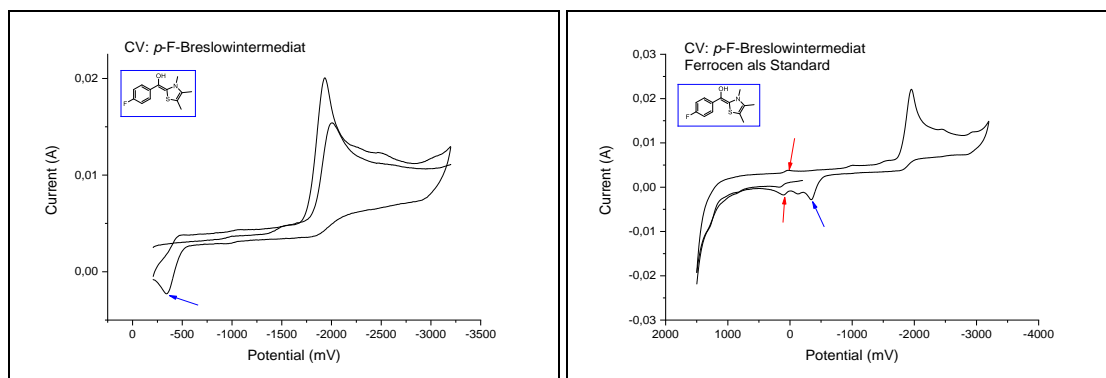 CV: p-F-Breslowintermediat
OH
N
F
S
0,02
0,01
0,00
Current (A)
0
-500
-1000
-1500
-2000
-2500
-3000
-3500
Potential (mV)
CV: p-F-Breslowintermediat
Ferrocen als Standard
OH
N
F
S
0,03
0,02
0,01
0,00
-0,01
-0,02
-0,03
Current (A)
2000
1000
0
-1000
-2000
-3000
-4000
Potential (mV)